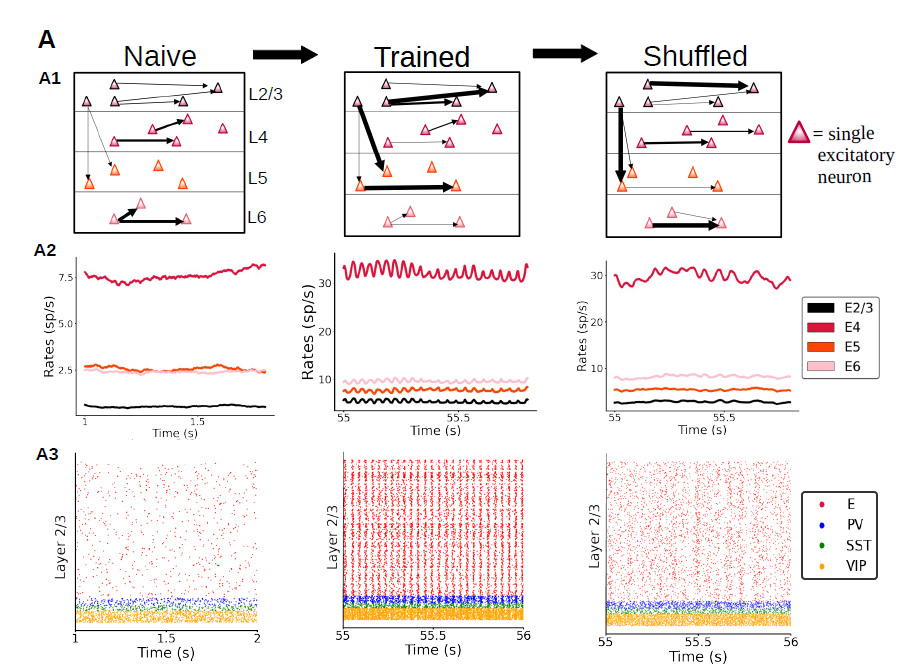 A
Naive
Trained
Shuffled
A1
L2/3
L4
L5
L6
= single
excitatory
neuron
A2
Rates (sp/s)
7.5
5.0
2.5
1
1.5
Time (s)
Rates (sp/s)
30
20
10
55
55.5
Time (s)
Rates (sp/s)
30
20
10
55
55.5
Time (s)
E2/3
E4
E5
E6
A3
Layer 2/3
1
1.5
2
Time (s)
Layer 2/3
55
55.5
56
Time (s)
Layer 2/3
55
55.5
56
Time (s)
E
PV
SST
VIP